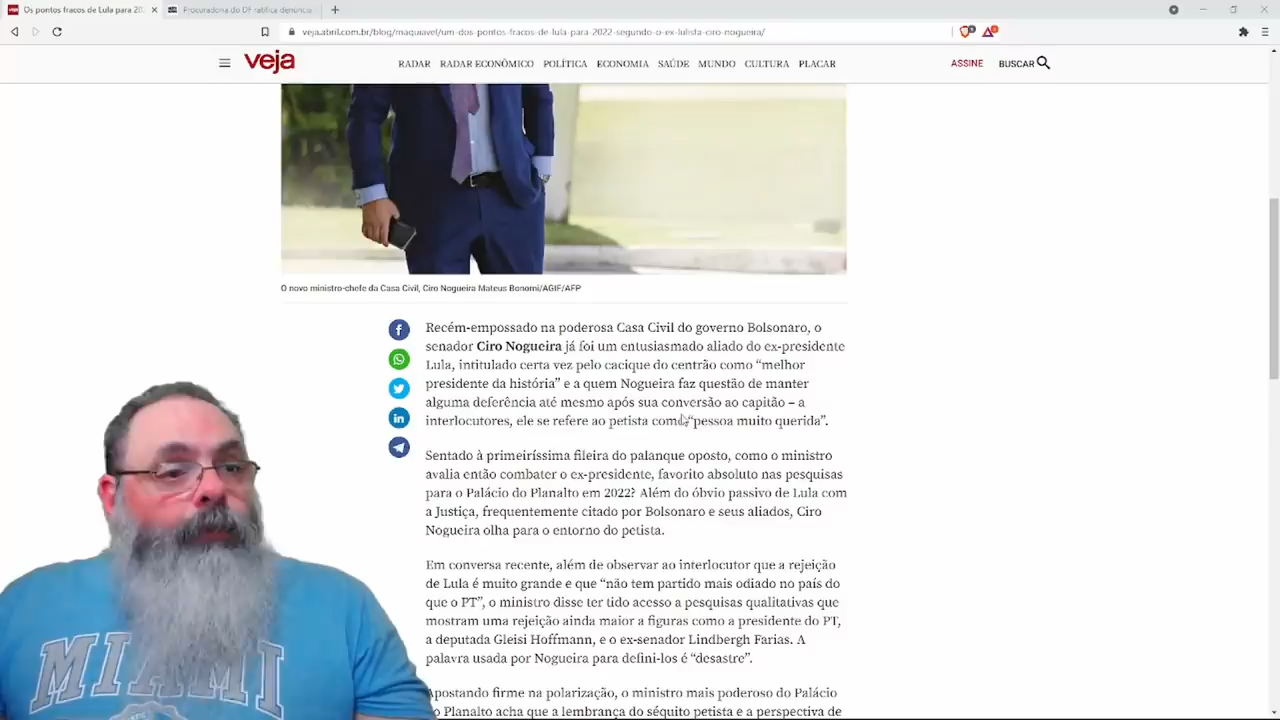 Os pontos fracos de Lula para 20
Procuradoria do DF ratifica denúncia
veja.abril.com.br/blog/maquiavel/um-dos-pontos-fracos-de-lula-para-2022-segundo-o-ex-lulista-ciro-nogueira/
veja
RADAR RADAR ECONÔMICO POLÍTICA ECONOMIA SAÚDE MUNDO CULTURA PLACAR
ASSINE
BUSCAR
O novo ministro-chefe da Casa Civil, Ciro Nogueira Mateus Bonomi/AGIF/AFP
Recém-empossado na poderosa Casa Civil do governo Bolsonaro, o
senador Ciro Nogueira já foi um entusiasmado aliado do ex-presidente
Lula, intitulado certa vez pelo cacique do centrão como “melhor
presidente da história” e a quem Nogueira faz questão de manter
alguma deferência até mesmo após sua conversão ao capitão – a
interlocutores, ele se refere ao petista como “pessoa muito querida”.
Sentado à primeiríssima fileira do palanque oposto, como o ministro
avalia então combater o ex-presidente, favorito absoluto nas pesquisas
para o Palácio do Planalto em 2022? Além do óbvio passivo de Lula com
a Justiça, frequentemente citado por Bolsonaro e seus aliados, Ciro
Nogueira olha para o entorno do petista.
Em conversa recente, além de observar ao interlocutor que a rejeição
de Lula é muito grande e que “não tem partido mais odiado no país do
que o PT”, o ministro disse ter tido acesso a pesquisas qualitativas que
mostram uma rejeição ainda maior a figuras como a presidente do PT,
a deputada Gleisi Hoffmann, e o ex-senador Lindbergh Farias. A
palavra usada por Nogueira para defini-los é “desastre”.
Apostando firme na polarização, o ministro mais poderoso do Palácio
do Planalto acha que a lembrança do séquito petista e a perspectiva de
MIAMI